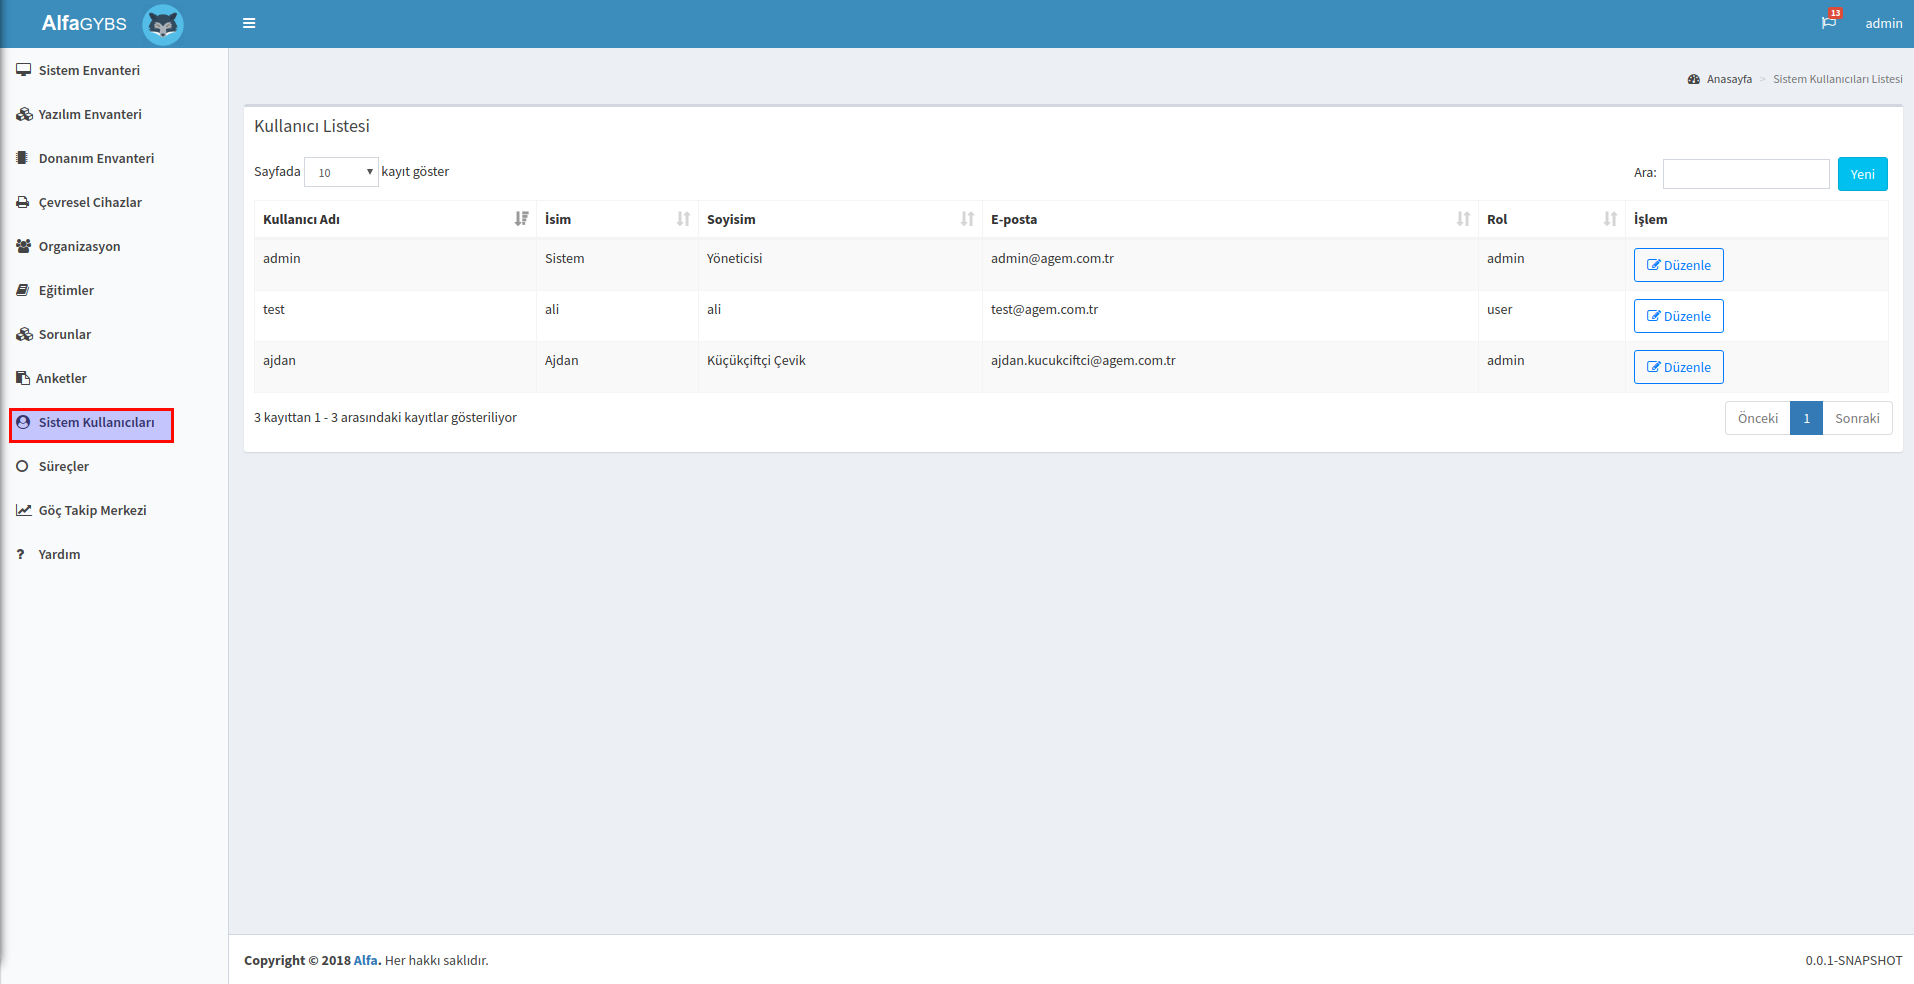 AlfaGYBS
13
admin
Sistem Envanteri
Yazılım Envanteri
Donanım Envanteri
Çevresel Cihazlar
Organizasyon
Eğitimler
Sorunlar
Anketler
Sistem Kullanıcıları
Süreçler
Göç Takip Merkezi
? Yardım
Anasayfa > Sistem Kullanıcıları Listesi
Kullanıcı Listesi
Sayfada 10 kayıt göster
Ara: Yeni
Kullanıcı Adı İsim Soyisim E-posta Rol İşlem
admin Sistem Yöneticisi admin@agem.com.tr admin Düzenle
test ali ali test@agem.com.tr user Düzenle
ajdan Ajdan Küçükçiftçi Çevik ajdan.kucukciftci@agem.com.tr admin Düzenle
3 kayıttan 1 - 3 arasındaki kayıtlar gösteriliyor
Önceki 1 Sonraki
Copyright © 2018 Alfa. Her hakkı saklıdır.
0.0.1-SNAPSHOT